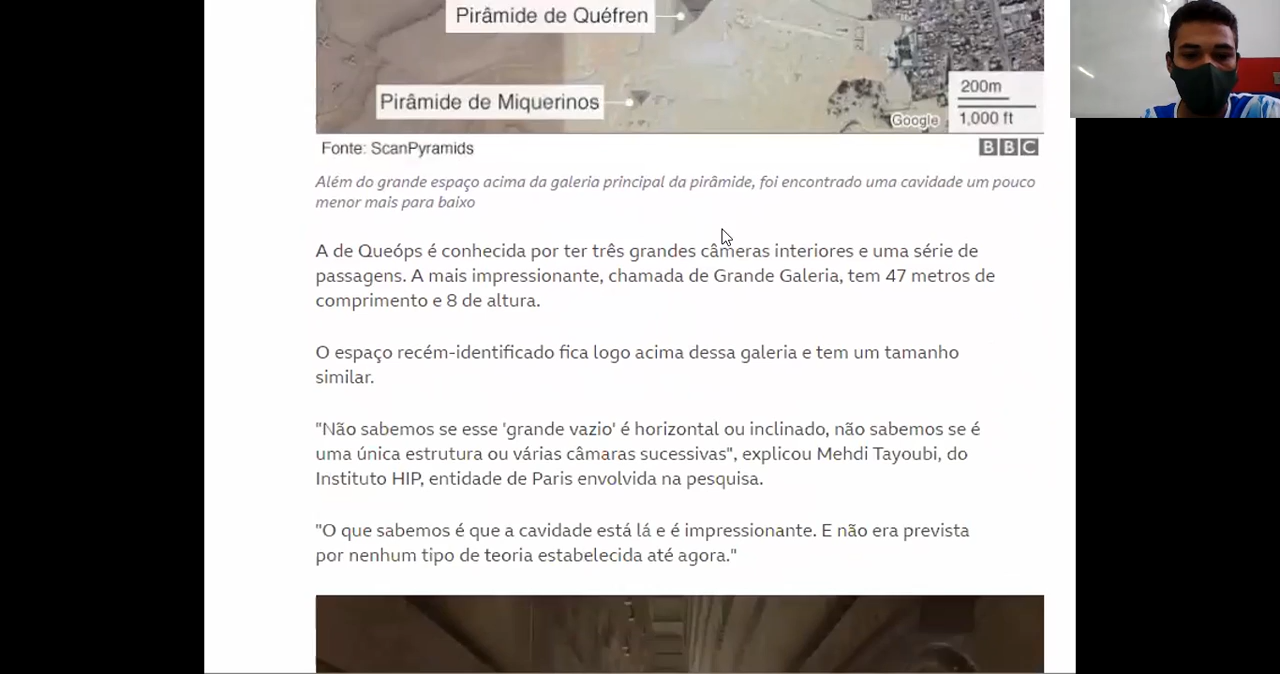 Pirâmide de Quéfren
Pirâmide de Miquerinos
200m
1,000 ft
Google
Fonte: ScanPyramids
BBC
Além do grande espaço acima da galeria principal da pirâmide, foi encontrado uma cavidade um pouco
menor mais para baixo
A de Queóps é conhecida por ter três grandes câmeras interiores e uma série de
passagens. A mais impressionante, chamada de Grande Galeria, tem 47 metros de
comprimento e 8 de altura.
O espaço recém-identificado fica logo acima dessa galeria e tem um tamanho
similar.
"Não sabemos se esse 'grande vazio' é horizontal ou inclinado, não sabemos se é
uma única estrutura ou várias câmaras sucessivas", explicou Mehdi Tayoubi, do
Instituto HIP, entidade de Paris envolvida na pesquisa.
"O que sabemos é que a cavidade está lá e é impressionante. E não era prevista
por nenhum tipo de teoria estabelecida até agora."